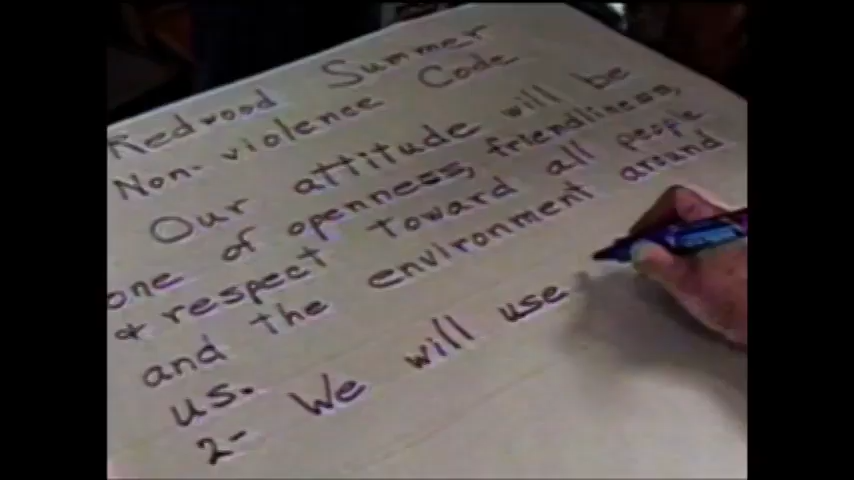 Redwood Summer
Non-violence Code
Our attitude will be
one of openness, friendliness,
& respect toward all people
and the environment around
us.
2- We will use